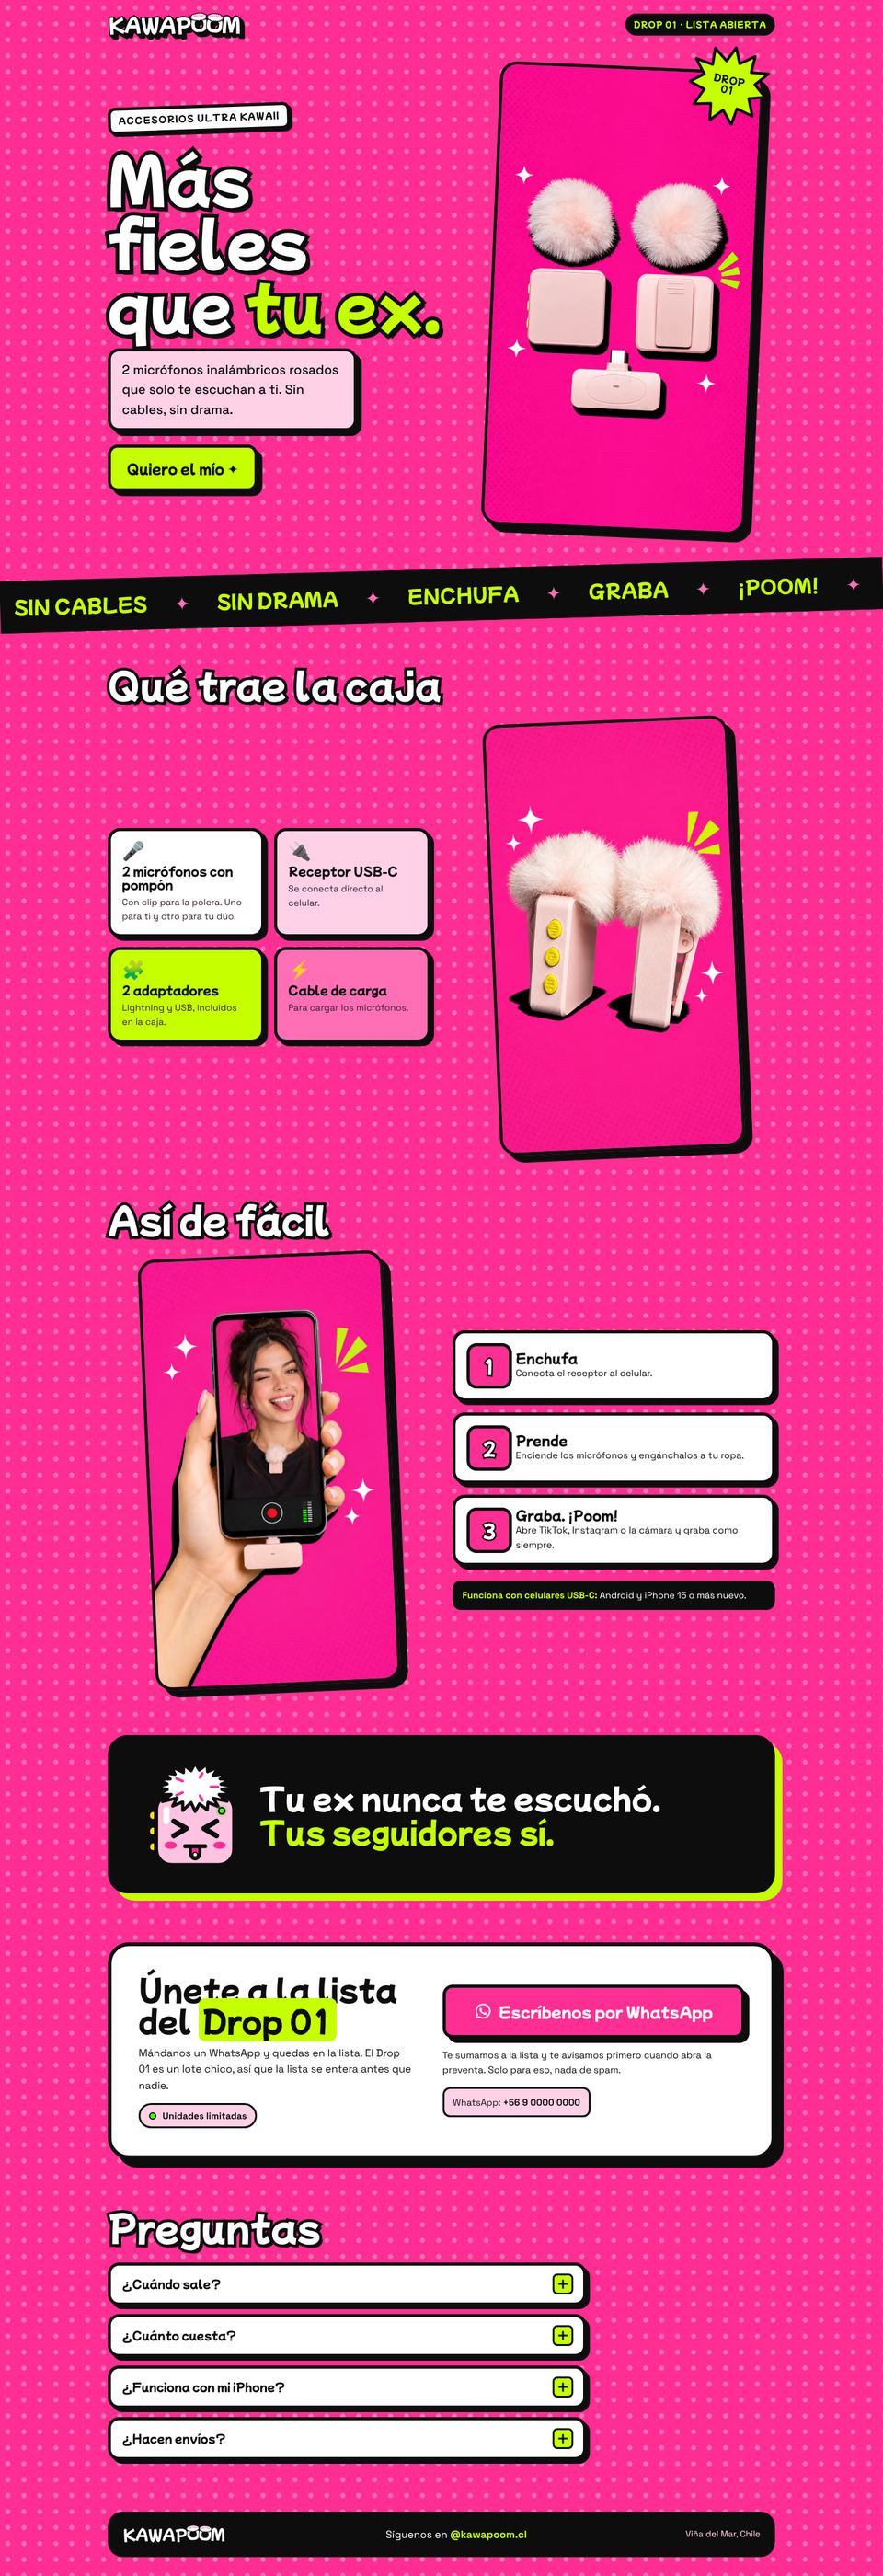 KAWAPOOM
DROP 01 · LISTA ABIERTA
DROP
01
ACCESORIOS ULTRA KAWAII
Más
fieles
que tu ex.
2 micrófonos inalámbricos rosados
que solo te escuchan a ti. Sin
cables, sin drama.
Quiero el mío ✦
SIN CABLES ✦ SIN DRAMA ✦ ENCHUFA ✦ GRABA ✦ ¡POOM! ✦
Qué trae la caja
2 micrófonos con
pompón
Con clip para la polera. Uno
para ti y otro para tu dúo.
Receptor USB-C
Se conecta directo al
celular.
2 adaptadores
Lightning y USB, incluidos
en la caja.
Cable de carga
Para cargar los micrófonos.
Así de fácil
1
Enchufa
Conecta el receptor al celular.
2
Prende
Enciende los micrófonos y engánchalos a tu ropa.
3
Graba. ¡Poom!
Abre TikTok, Instagram o la cámara y graba como
siempre.
Funciona con celulares USB-C: Android y iPhone 15 o más nuevo.
Tu ex nunca te escuchó.
Tus seguidores sí.
Únete a la lista
del Drop 01
Mándanos un WhatsApp y quedas en la lista. El Drop
01 es un lote chico, así que la lista se entera antes que
nadie.
Unidades limitadas
Escríbenos por WhatsApp
Te sumamos a la lista y te avisamos primero cuando abra la
preventa. Solo para eso, nada de spam.
WhatsApp: +56 9 0000 0000
Preguntas
¿Cuándo sale?
¿Cuánto cuesta?
¿Funciona con mi iPhone?
¿Hacen envíos?
KAWAPOOM
Síguenos en @kawapoom.cl
Viña del Mar, Chile